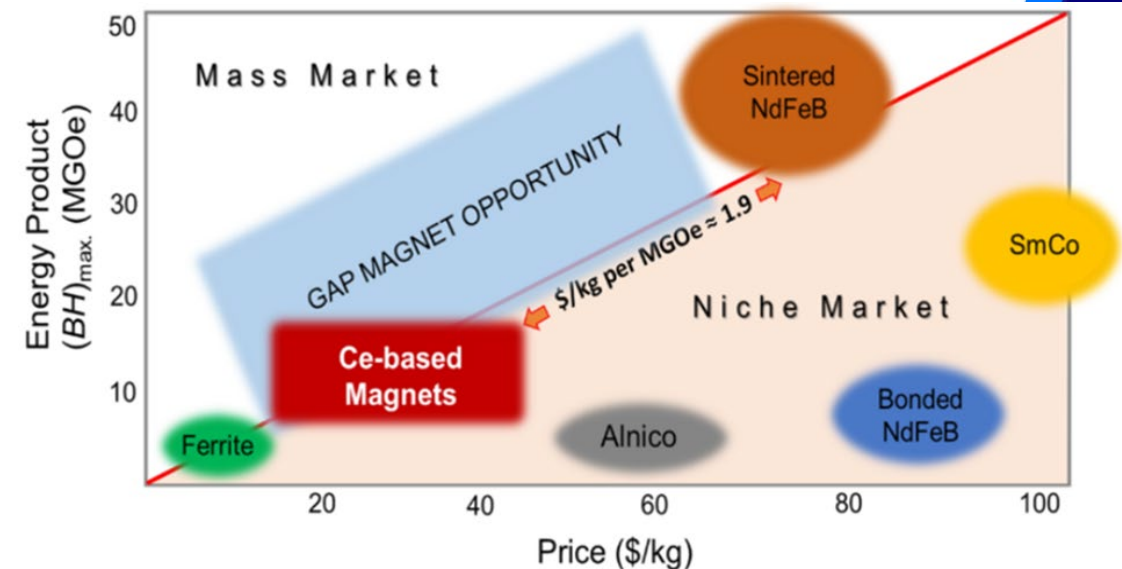 50
40
30
20
10
Energy Product
(BH)max. (MGOe)
Mass Market
GAP MAGNET OPPORTUNITY
Sintered
NdFeB
$/kg per MGOe ≈ 1.9
SmCo
Niche Market
Ce-based
Magnets
Ferrite
Alnico
Bonded
NdFeB
20 40 60 80 100
Price ($/kg)